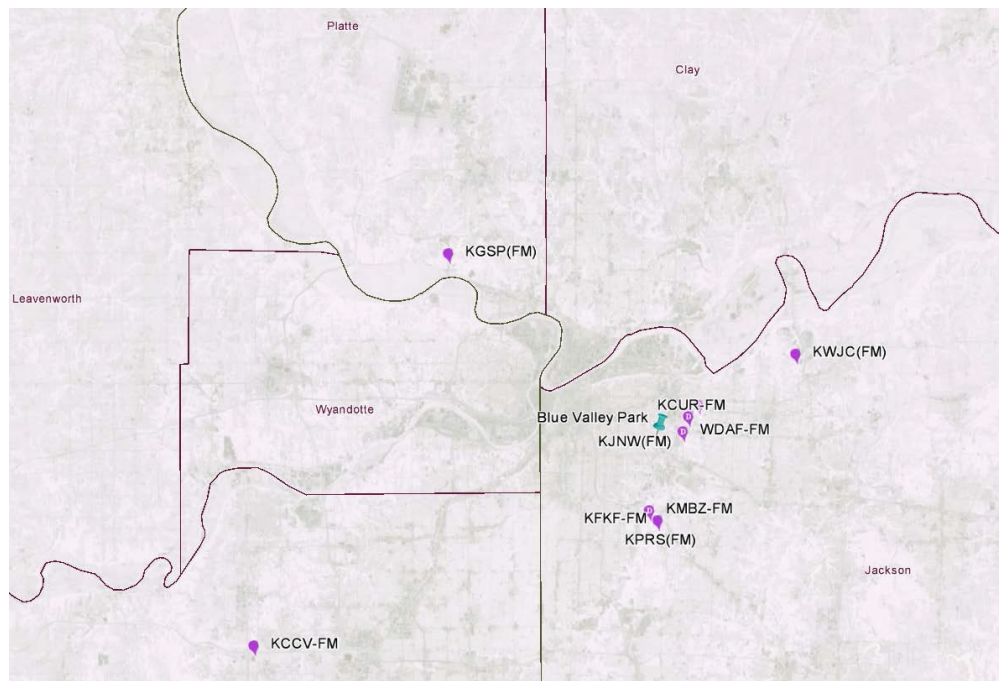 Platte
Clay
KGSP(FM)
Leavenworth
KWJC(FM)
Wyandotte
KCUR-FM
Blue Valley Park
D
WDAF-FM
KJNW(FM)
D
D
KMBZ-FM
KFKF-FM
KPRS(FM)
Jackson
KCCV-FM